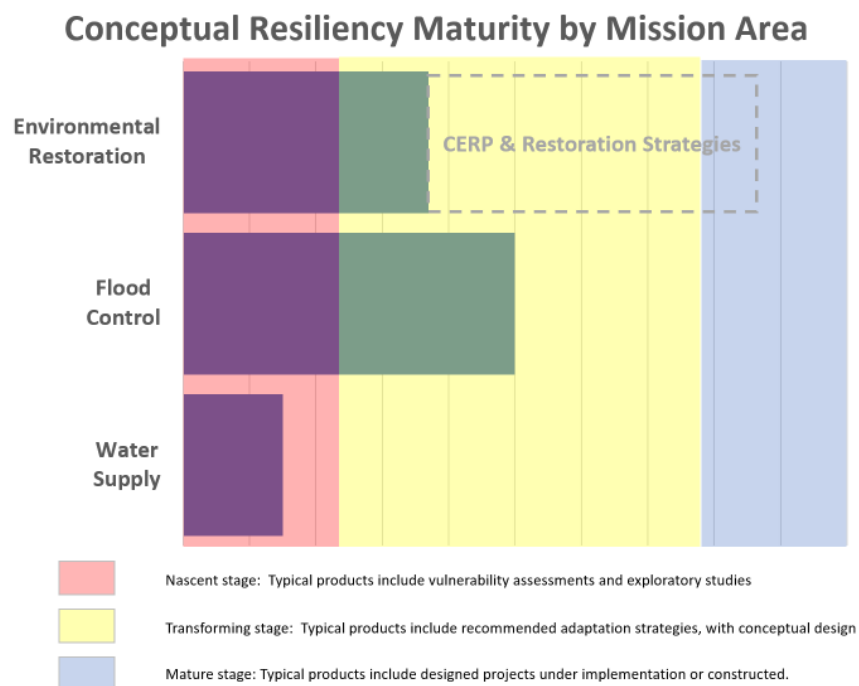 Conceptual Resiliency Maturity by Mission Area
Environmental
Restoration
CERP & Restoration Strategies
Flood
Control
Water
Supply
Nascent stage:  Typical products include vulnerability assessments and exploratory studies
Transforming stage:  Typical products include recommended adaptation strategies, with conceptual design
Mature stage: Typical products include designed projects under implementation or constructed.